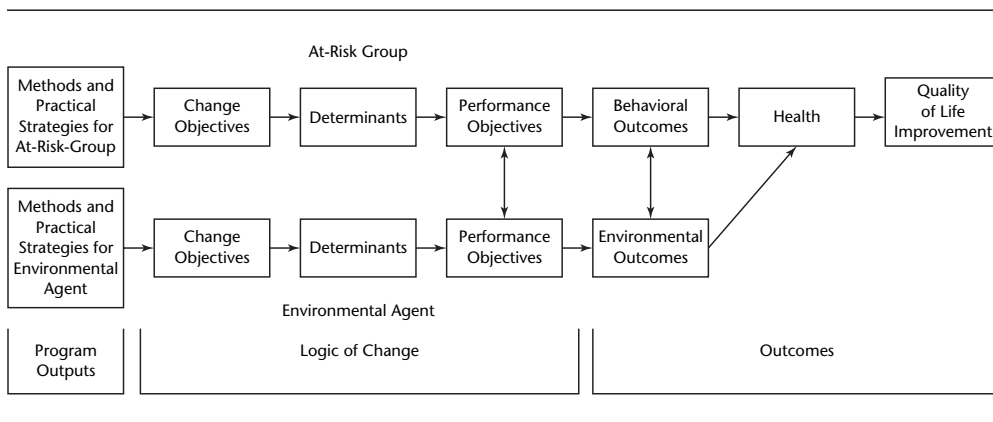 At-Risk Group
Methods and
Practical
Strategies for
At-Risk-Group
Change
Objectives
Determinants
Performance
Objectives
Behavioral
Outcomes
Health
Quality
of Life
Improvement
Methods and
Practical
Strategies for
Environmental
Agent
Change
Objectives
Determinants
Performance
Objectives
Environmental
Outcomes
Environmental Agent
Program
Outputs
Logic of Change
Outcomes